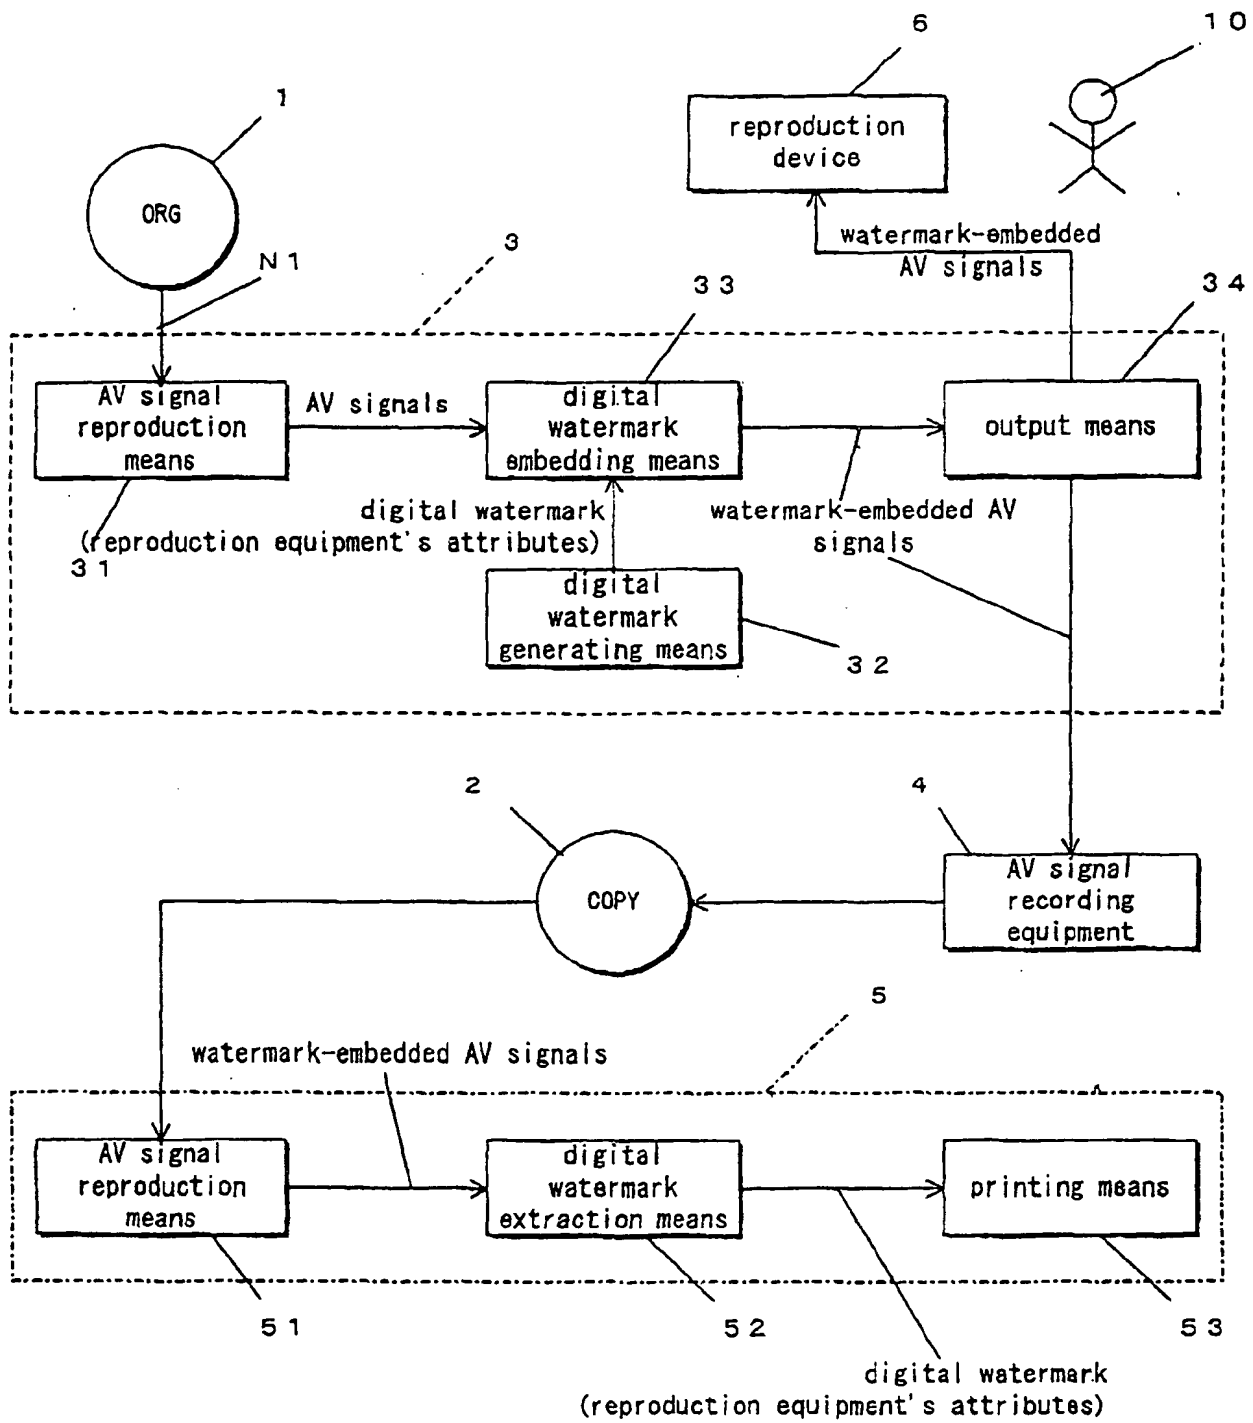 6
10
1
reproduction
device
ORG
watermark-embedded
AV signals
N1
3
33
34
AV signal
reproduction
means
AV signals
digital
watermark
embedding means
output means
digital watermark
(reproduction equipment's attributes)
watermark-embedded AV
signals
31
digital
watermark
generating means
32
2
4
COPY
AV signal
recording
equipment
5
watermark-embedded AV signals
AV signal
reproduction
means
digital
watermark
extraction means
printing means
51
52
53
digital watermark
(reproduction equipment's attributes)